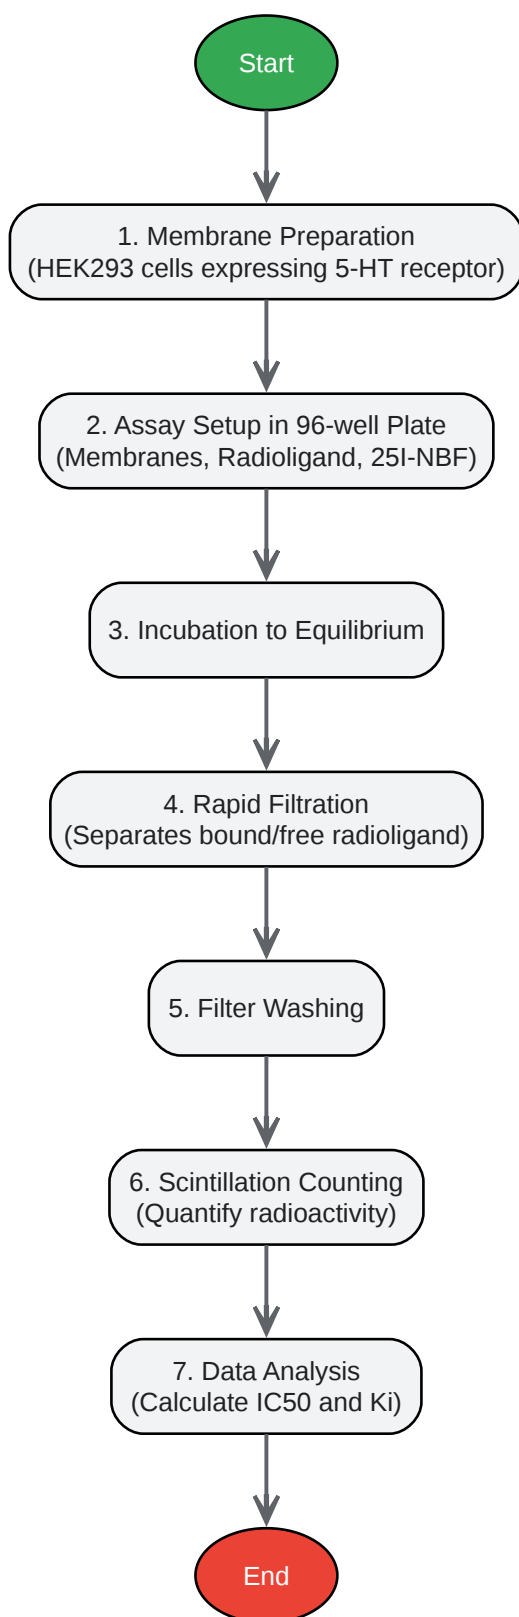 Start
1. Membrane Preparation
(HEK293 cells expressing 5-HT receptor)
2. Assay Setup in 96-well Plate
(Membranes, Radioligand, 25I-NBF)
3. Incubation to Equilibrium
4. Rapid Filtration
(Separates bound/free radioligand)
5. Filter Washing
6. Scintillation Counting
(Quantify radioactivity)
7. Data Analysis
(Calculate IC50 and Ki)
End